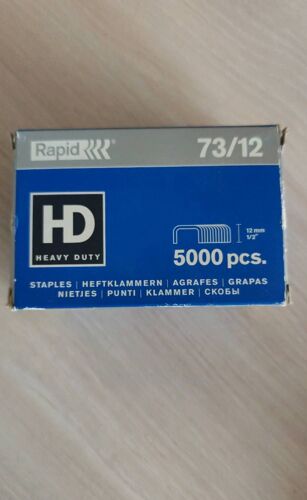 Rapid
73/12
HD
HEAVY DUTY
12 mm
1/2"
5000 pcs.
STAPLES | HEFTKLAMMERN | AGRAFES | GRAPAS
NIETJES | PUNTI | KLAMMER | СКОБЫ